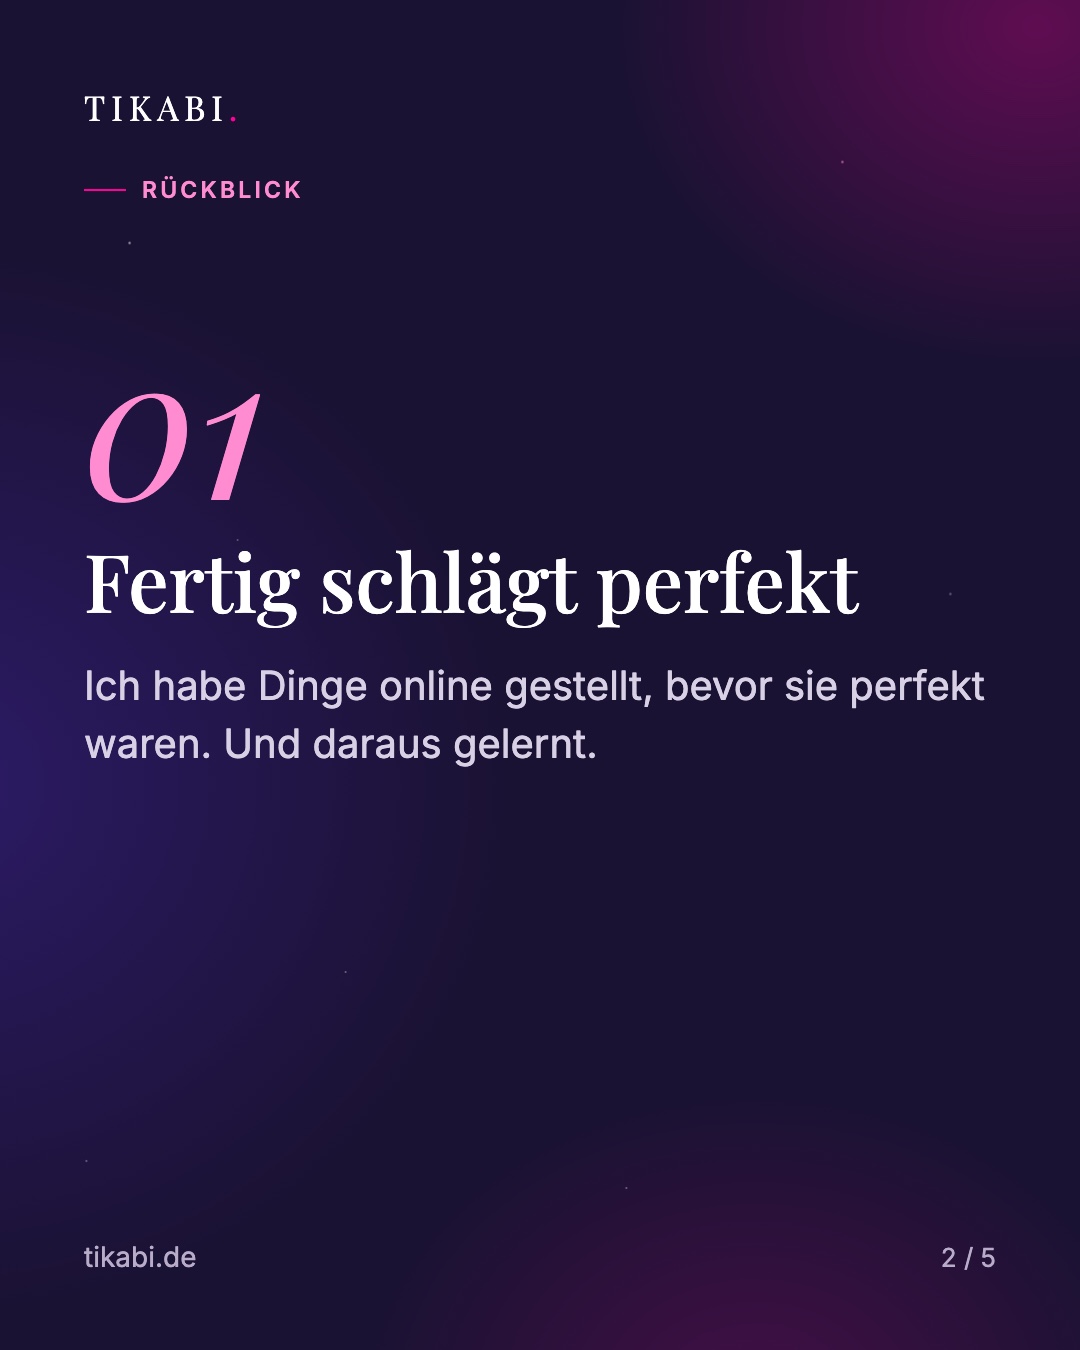 TIKABI.
RÜCKBLICK
01
Fertig schlägt perfekt
Ich habe Dinge online gestellt, bevor sie perfekt
waren. Und daraus gelernt.
tikabi.de
2 / 5